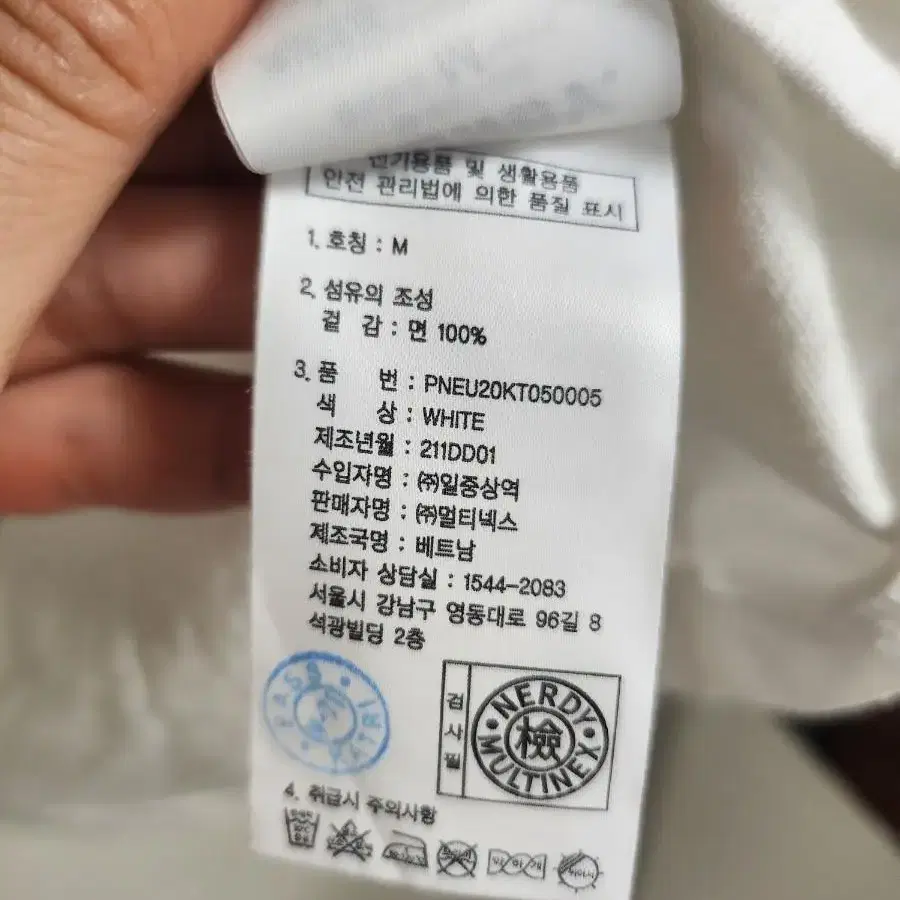 전기용품 및 생활용품
안전 관리법에 의한 품질 표시
1. 호칭 : M
2. 섬유의 조성
겉 감 : 면 100%
3. 품 번 : PNEU20KT050005
색 상 : WHITE
제조년월 : 211DD01
수입자명 : ㈜일중상역
판매자명 : ㈜멀티넥스
제조국명 : 베트남
소비자 상담실 : 1544-2083
서울시 강남구 영동대로 96길 8
석광빌딩 2층
PASS
검사필
NERDY
檢
MULTINEX
4. 취급시 주의사항